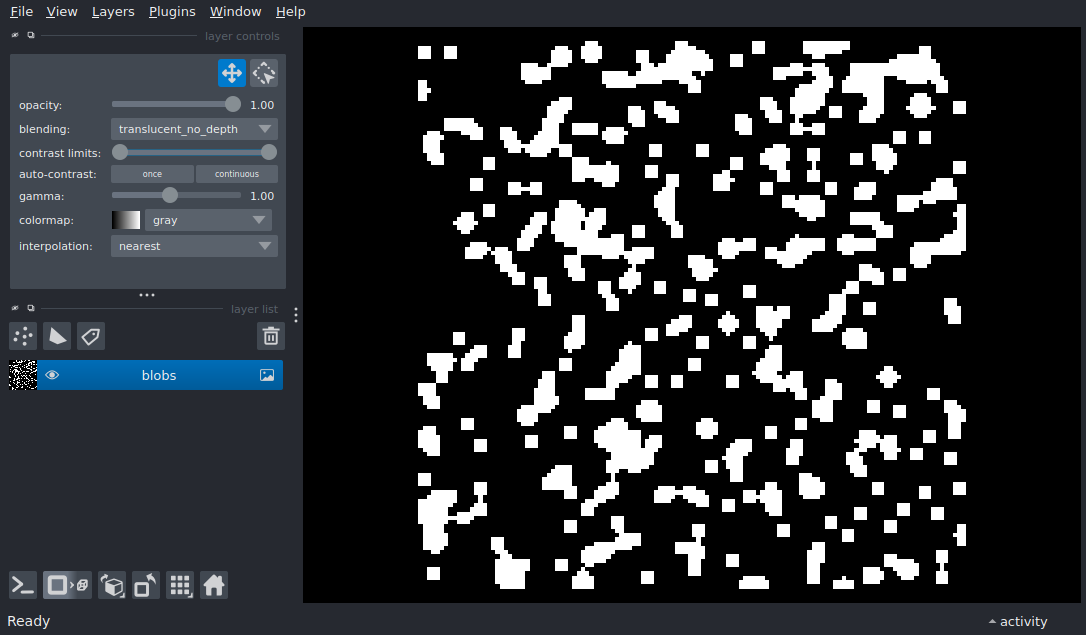 File View Layers Plugins Window Help
layer controls
opacity: 1.00
blending: translucent_no_depth
contrast limits:
auto-contrast: once continuous
gamma: 1.00
colormap: gray
interpolation: nearest
layer list
blobs
Ready activity